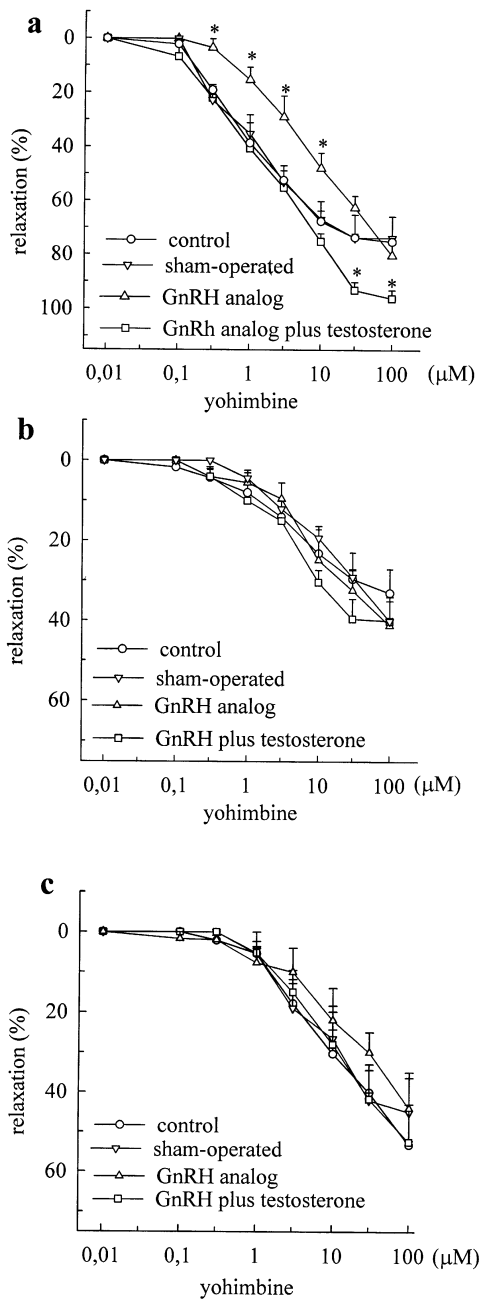 a
0
20
40
60
80
100
relaxation (%)
* * * * * *
control
sham-operated
GnRH analog
GnRh analog plus testosterone
0,01 0,1 1 10 100 (μM)
yohimbine
b
0
20
40
60
relaxation (%)
control
sham-operated
GnRH analog
GnRH plus testosterone
0,01 0,1 1 10 100 (μM)
yohimbine
c
0
20
40
60
relaxation (%)
control
sham-operated
GnRH analog
GnRH plus testosterone
0,01 0,1 1 10 100 (μM)
yohimbine